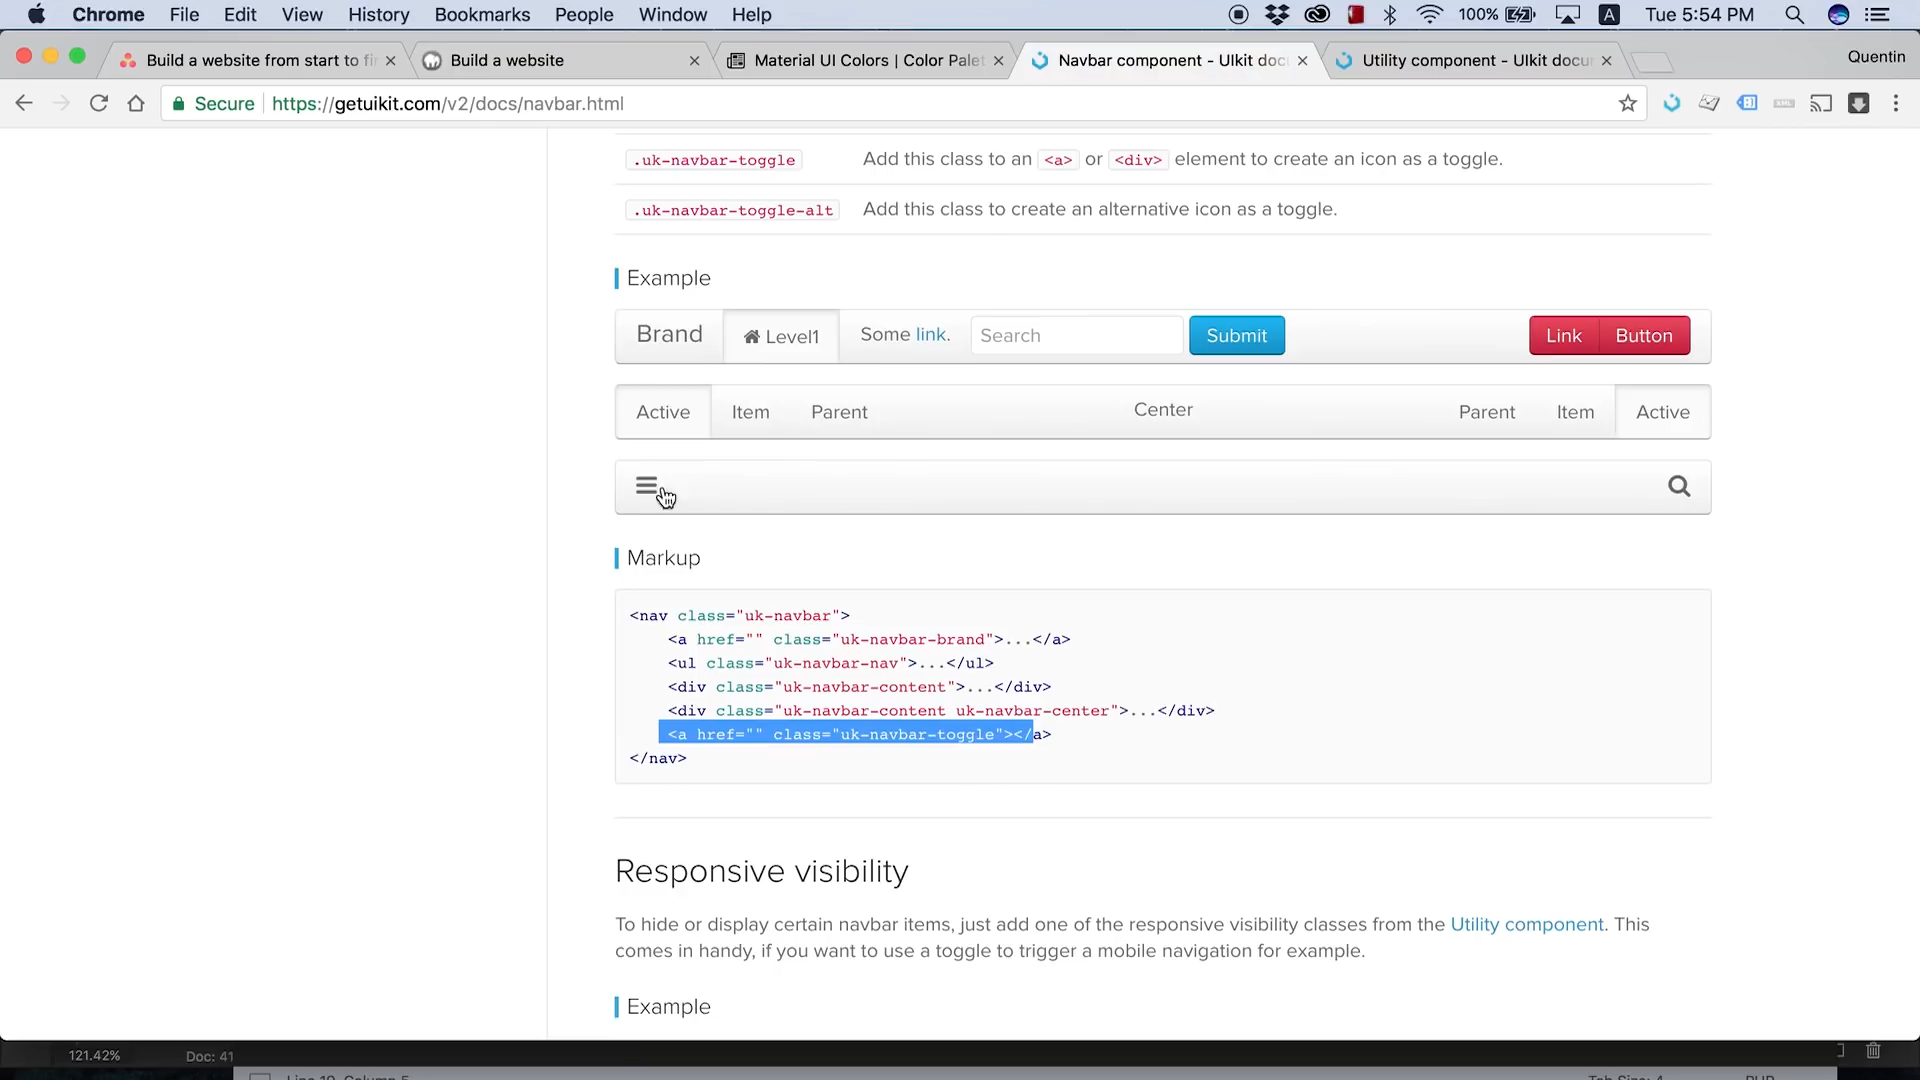 Chrome File Edit View History Bookmarks People Window Help 100% A Tue 5:54 PM
Build a website from start to fi Build a website Material UI Colors | Color Palet Navbar component - UIkit doc Utility component - UIkit docu Quentin
Secure https://getuikit.com/v2/docs/navbar.html
.uk-navbar-toggle Add this class to an <a> or <div> element to create an icon as a toggle.
.uk-navbar-toggle-alt Add this class to create an alternative icon as a toggle.
Example
Brand Level1 Some link. Search Submit Link Button
Active Item Parent Center Parent Item Active
Markup
<nav class="uk-navbar">
<a href="" class="uk-navbar-brand">...</a>
<ul class="uk-navbar-nav">...</ul>
<div class="uk-navbar-content">...</div>
<div class="uk-navbar-content uk-navbar-center">...</div>
<a href="" class="uk-navbar-toggle"></a>
</nav>
Responsive visibility
To hide or display certain navbar items, just add one of the responsive visibility classes from the Utility component. This
comes in handy, if you want to use a toggle to trigger a mobile navigation for example.
Example
121.42% Doc: 41